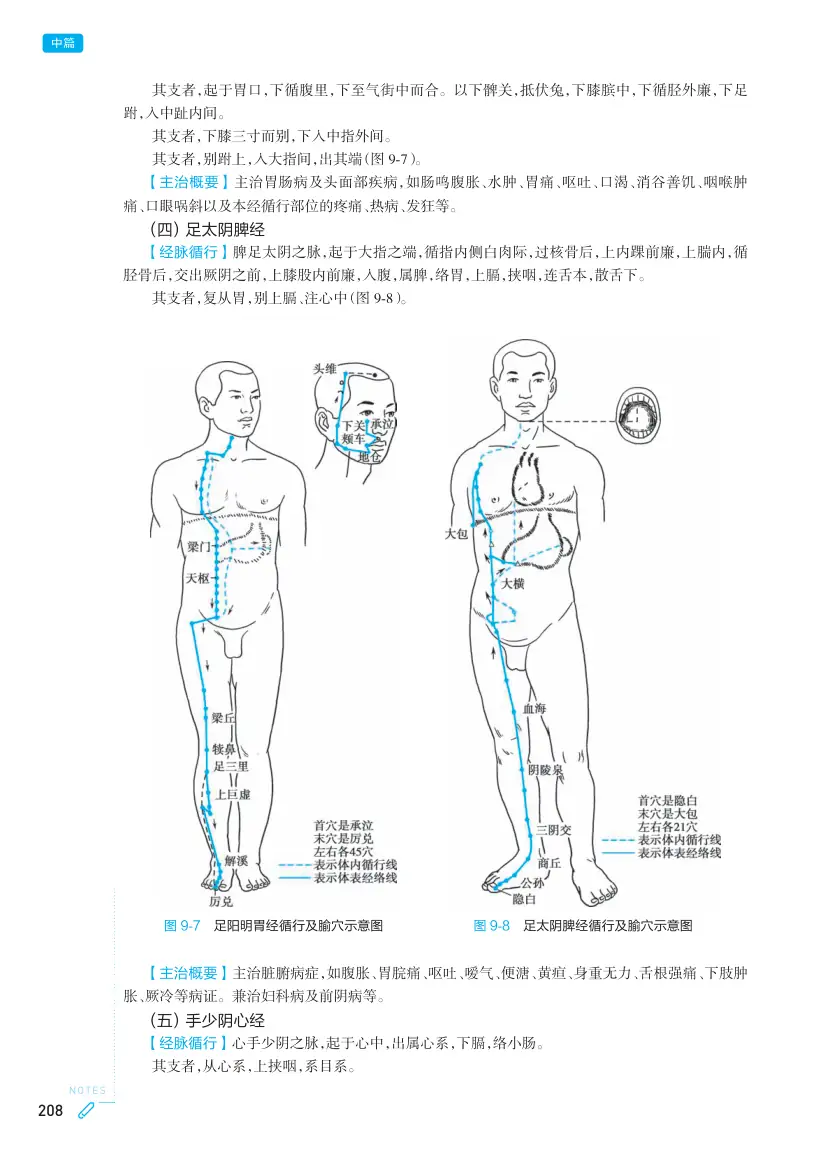 中篇
其支者,起于胃口,下循腹里,下至气街中而合。以下髀关,抵伏兔,下膝膑中,下循胫外廉,下足
跗,入中趾内间。
其支者,下膝三寸而别,下入中指外间。
其支者,别跗上,入大指间,出其端(图 9-7)。
【主治概要】主治胃肠病及头面部疾病,如肠鸣腹胀、水肿、胃痛、呕吐、口渴、消谷善饥、咽喉肿
痛、口眼㖞斜以及本经循行部位的疼痛、热病、发狂等。
(四) 足太阴脾经
【经脉循行】脾足太阴之脉,起于大指之端,循指内侧白肉际,过核骨后,上内踝前廉,上腨内,循
胫骨后,交出厥阴之前,上膝股内前廉,入腹,属脾,络胃,上膈,挟咽,连舌本,散舌下。
其支者,复从胃,别上膈、注心中(图 9-8)。
头维
下关
承泣
颊车
地仓
梁门
天枢
梁丘
犊鼻
足三里
上巨虚
解溪
厉兑
首穴是承泣
末穴是厉兑
左右各45穴
表示体内循行线
表示体表经络线
图 9-7 足阳明胃经循行及腧穴示意图
大包
大横
血海
阴陵泉
三阴交
商丘
公孙
隐白
首穴是隐白
末穴是大包
左右各21穴
表示体内循行线
表示体表经络线
图 9-8 足太阴脾经循行及腧穴示意图
【主治概要】主治脏腑病症,如腹胀、胃脘痛、呕吐、嗳气、便溏、黄疸、身重无力、舌根强痛、下肢肿
胀、厥冷等病证。兼治妇科病及前阴病等。
(五) 手少阴心经
【经脉循行】心手少阴之脉,起于心中,出属心系,下膈,络小肠。
其支者,从心系,上挟咽,系目系。
NOTES
208